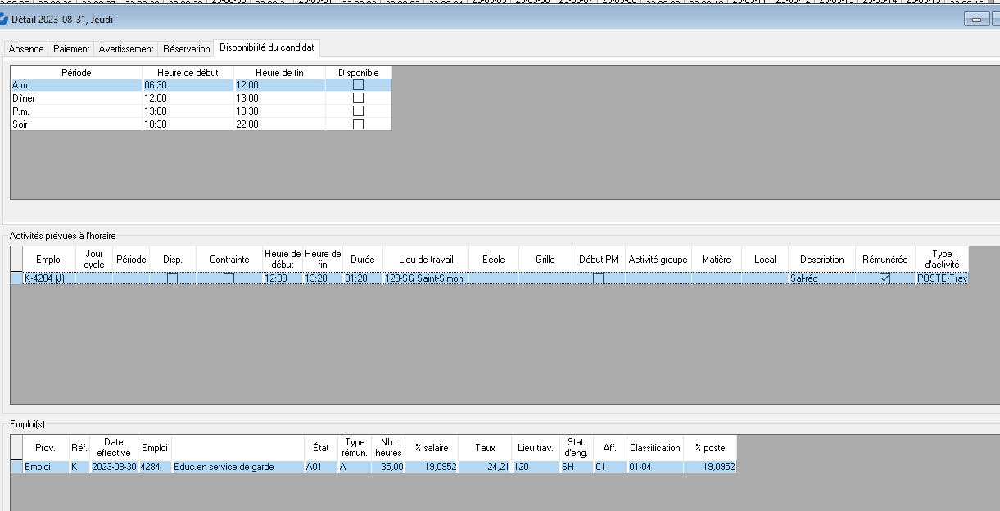 Détail 2023-08-31, Jeudi
Absence Paiement Avertissement Réservation Disponibilité du candidat
Période Heure de début Heure de fin Disponible
A.m. 06:30 12:00
Dîner 12:00 13:00
P.m. 13:00 18:30
Soir 18:30 22:00
Activités prévues à l'horaire
Emploi Jour cycle Période Disp. Contrainte Heure de début Heure de fin Durée Lieu de travail École Grille Début PM Activité-groupe Matière Local Description Rémunérée Type d'activité
K-4284 (J) 12:00 13:20 01:20 120-SG Saint-Simon Sal-rég POSTE-Trav
Emploi(s)
Prov. Réf. Date effective Emploi État Type rémun. Nb. heures % salaire Taux Lieu trav. Stat. d'eng. Aff. Classification % poste
Emploi K 2023-08-30 4284 Educ.en service de garde A01 A 35,00 19,0952 24,21 120 SH 01 01-04 19,0952